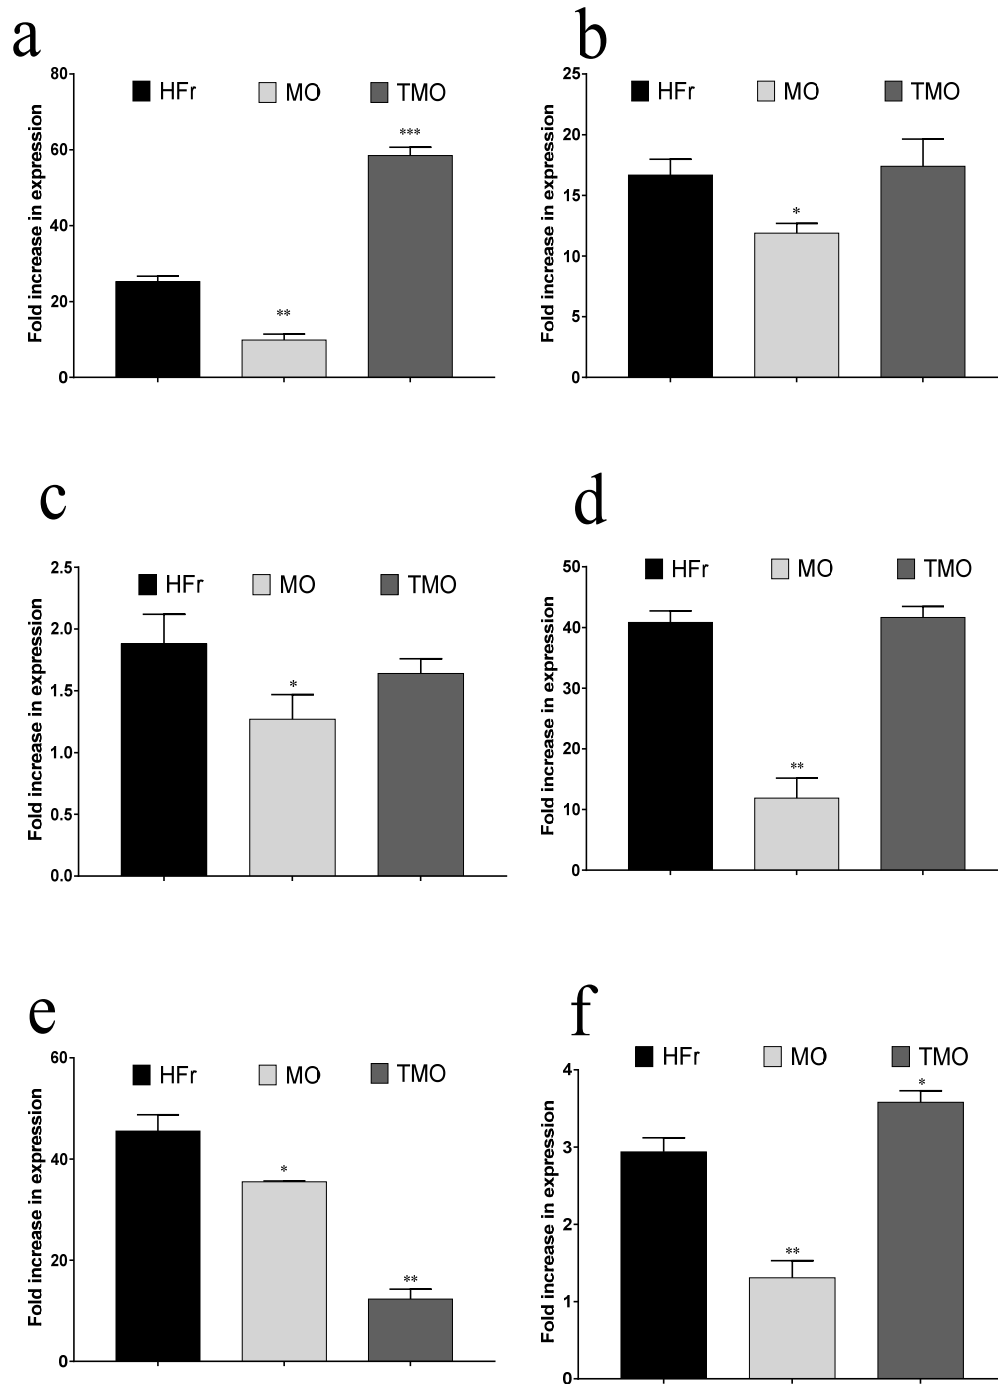 a
80
60
40
20
0
Fold increase in expression
HFr MO TMO
**
***
b
25
20
15
10
5
0
Fold increase in expression
HFr MO TMO
*
c
2.5
2.0
1.5
1.0
0.5
0.0
Fold increase in expression
HFr MO TMO
*
d
50
40
30
20
10
0
Fold increase in expression
HFr MO TMO
**
e
60
40
20
0
Fold increase in expression
HFr MO TMO
*
**
f
4
3
2
1
0
Fold increase in expression
HFr MO TMO
**
*